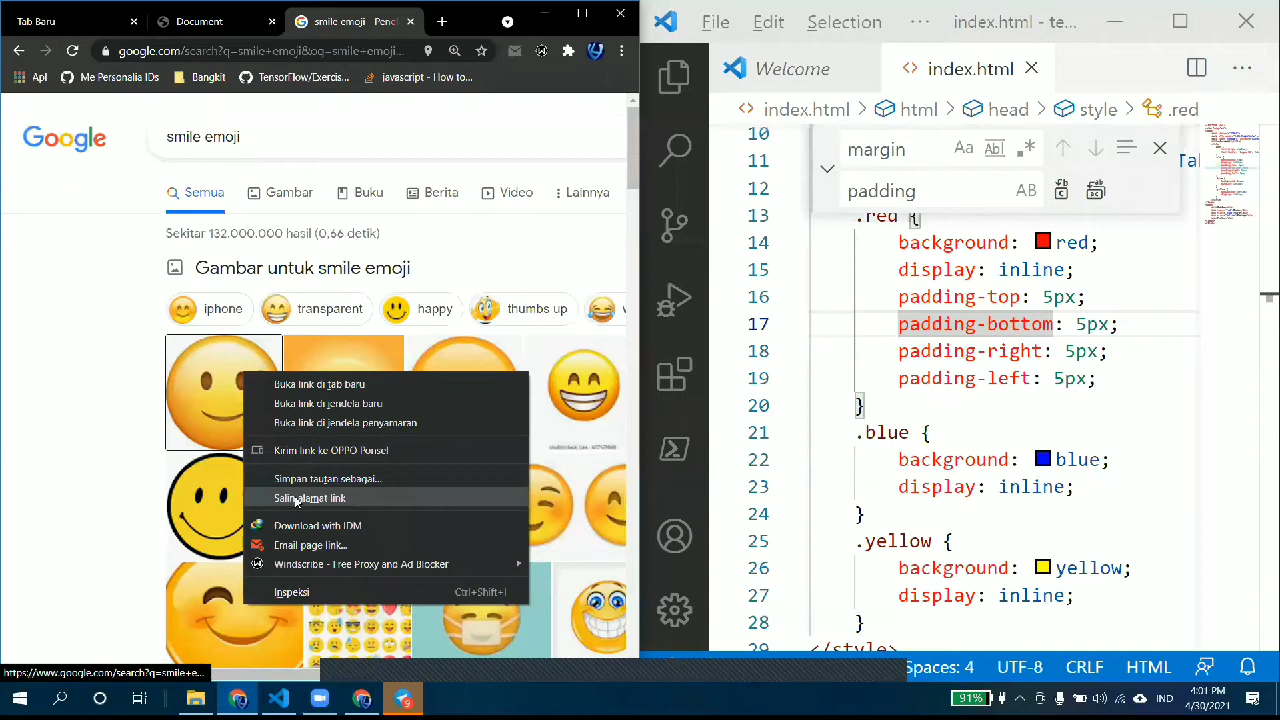 Tab Baru
Document
smile emoji - Penel
google.com/search?q=smile+emoji&oq=smile+emoji...
Apl
Me Personalia IDs
Bangkit
TensorFlow/Exercis...
javascript - How to...
Google
smile emoji
Semua
Gambar
Buku
Berita
Video
Lainnya
Sekitar 132.000.000 hasil (0,66 detik)
Gambar untuk smile emoji
iphone
transparent
happy
thumbs up
Buka link di tab baru
Buka link di jendela baru
Buka link di jendela penyamaran
Kirim link ke OPPO Ponsel
Simpan tautan sebagai...
Salin alamat link
Download with IDM
Email page link...
Windscribe - Free Proxy and Ad Blocker
Inspeksi Ctrl+Shift+I
https://www.google.com/search?q=smile+e...
File Edit Selection ··· index.html - te...
Welcome
index.html
index.html > html > head > style > .red
margin Aa Abl .*
padding AB
10
11
Tab
12
13 .red {
14 background: red;
15 display: inline;
16 padding-top: 5px;
17 padding-bottom: 5px;
18 padding-right: 5px;
19 padding-left: 5px;
20 }
21 .blue {
22 background: blue;
23 display: inline;
24 }
25 .yellow {
26 background: yellow;
27 display: inline;
28 }
29 </style>
Spaces: 4 UTF-8 CRLF HTML
91%
IND
4:01 PM
4/30/2021